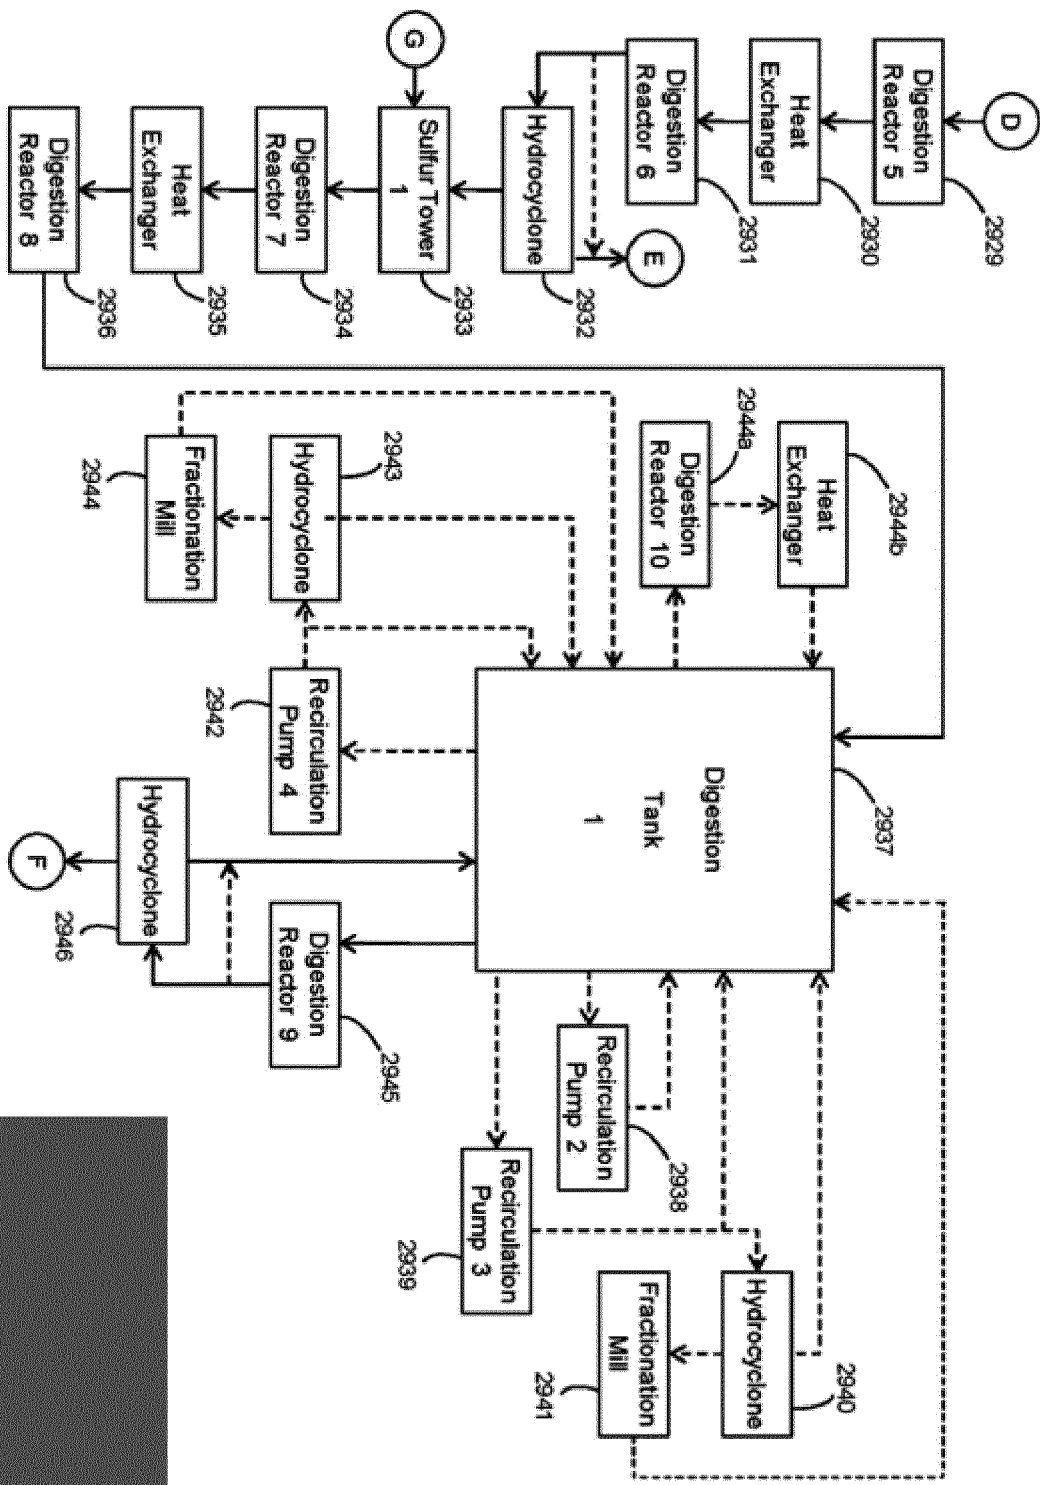 D
Digestion
Reactor 5
2929
Heat
Exchanger
2930
Digestion
Reactor 6
2931
E
Hydrocyclone
2932
G
Sulfur Tower
1
2933
Digestion
Reactor 7
2934
Heat
Exchanger
2935
Digestion
Reactor 8
2936
Heat
Exchanger
2944b
Digestion
Reactor 10
2944a
Hydrocyclone
2943
Fractionation
Mill
2944
Digestion
Tank
1
2937
Recirculation
Pump 4
2942
Hydrocyclone
2946
F
Digestion
Reactor 9
2945
Recirculation
Pump 2
2938
Recirculation
Pump 3
2939
Hydrocyclone
2940
Fractionation
Mill
2941